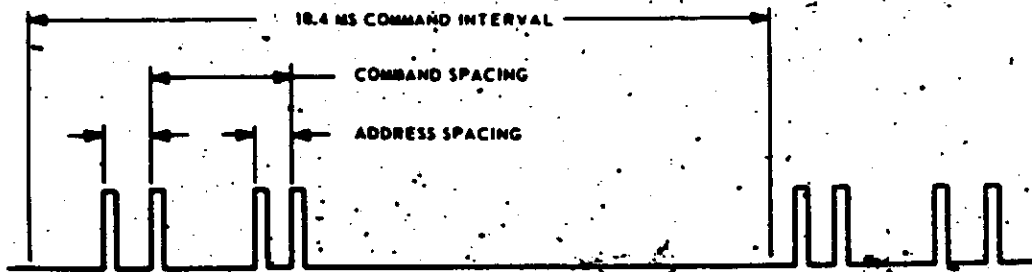 18.4 MS COMMAND INTERVAL
COMMAND SPACING
ADDRESS SPACING